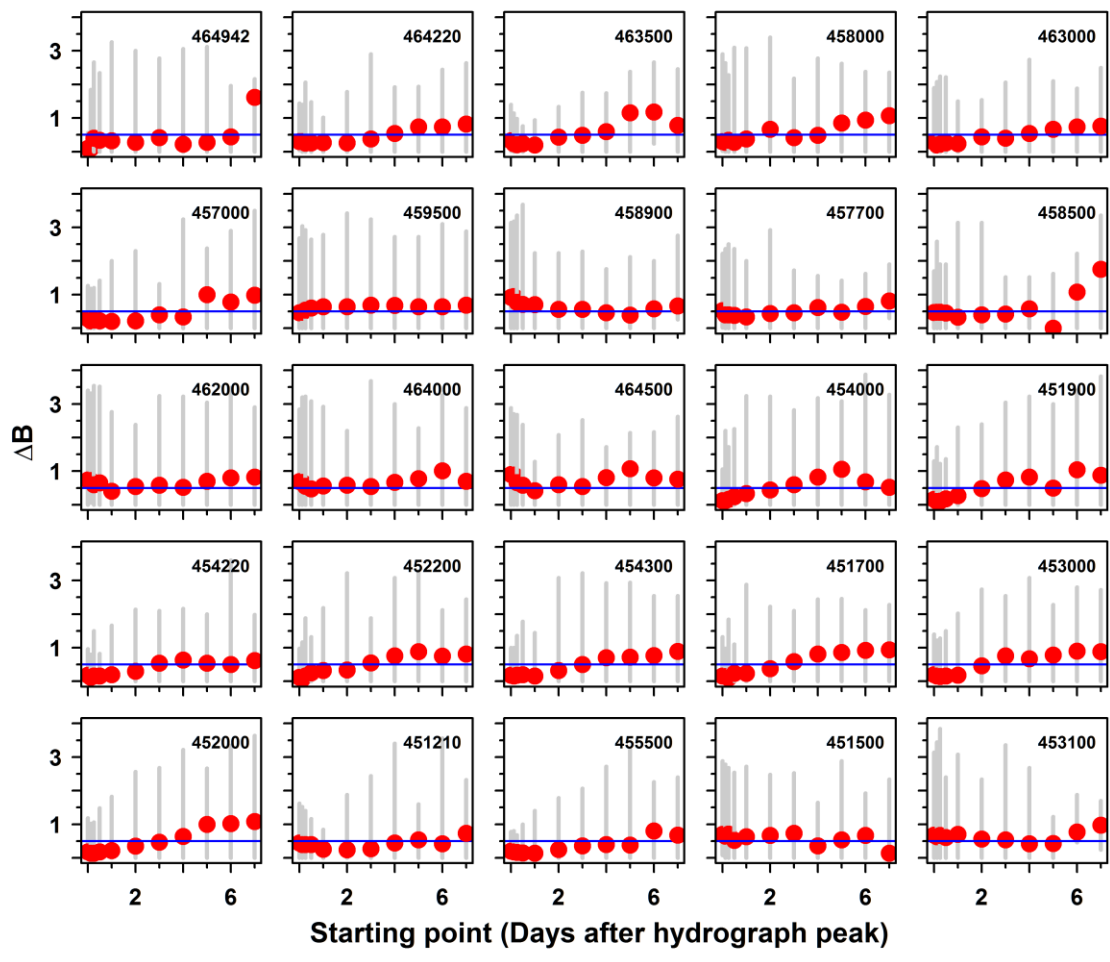 464942 464220 463500 458000 463000
3
1
457000 459500 458900 457700 458500
3
1
462000 464000 464500 454000 451900
3
1
ΔB
454220 452200 454300 451700 453000
3
1
452000 451210 455500 451500 453100
3
1
2 6 2 6 2 6 2 6 2 6
Starting point (Days after hydrograph peak)